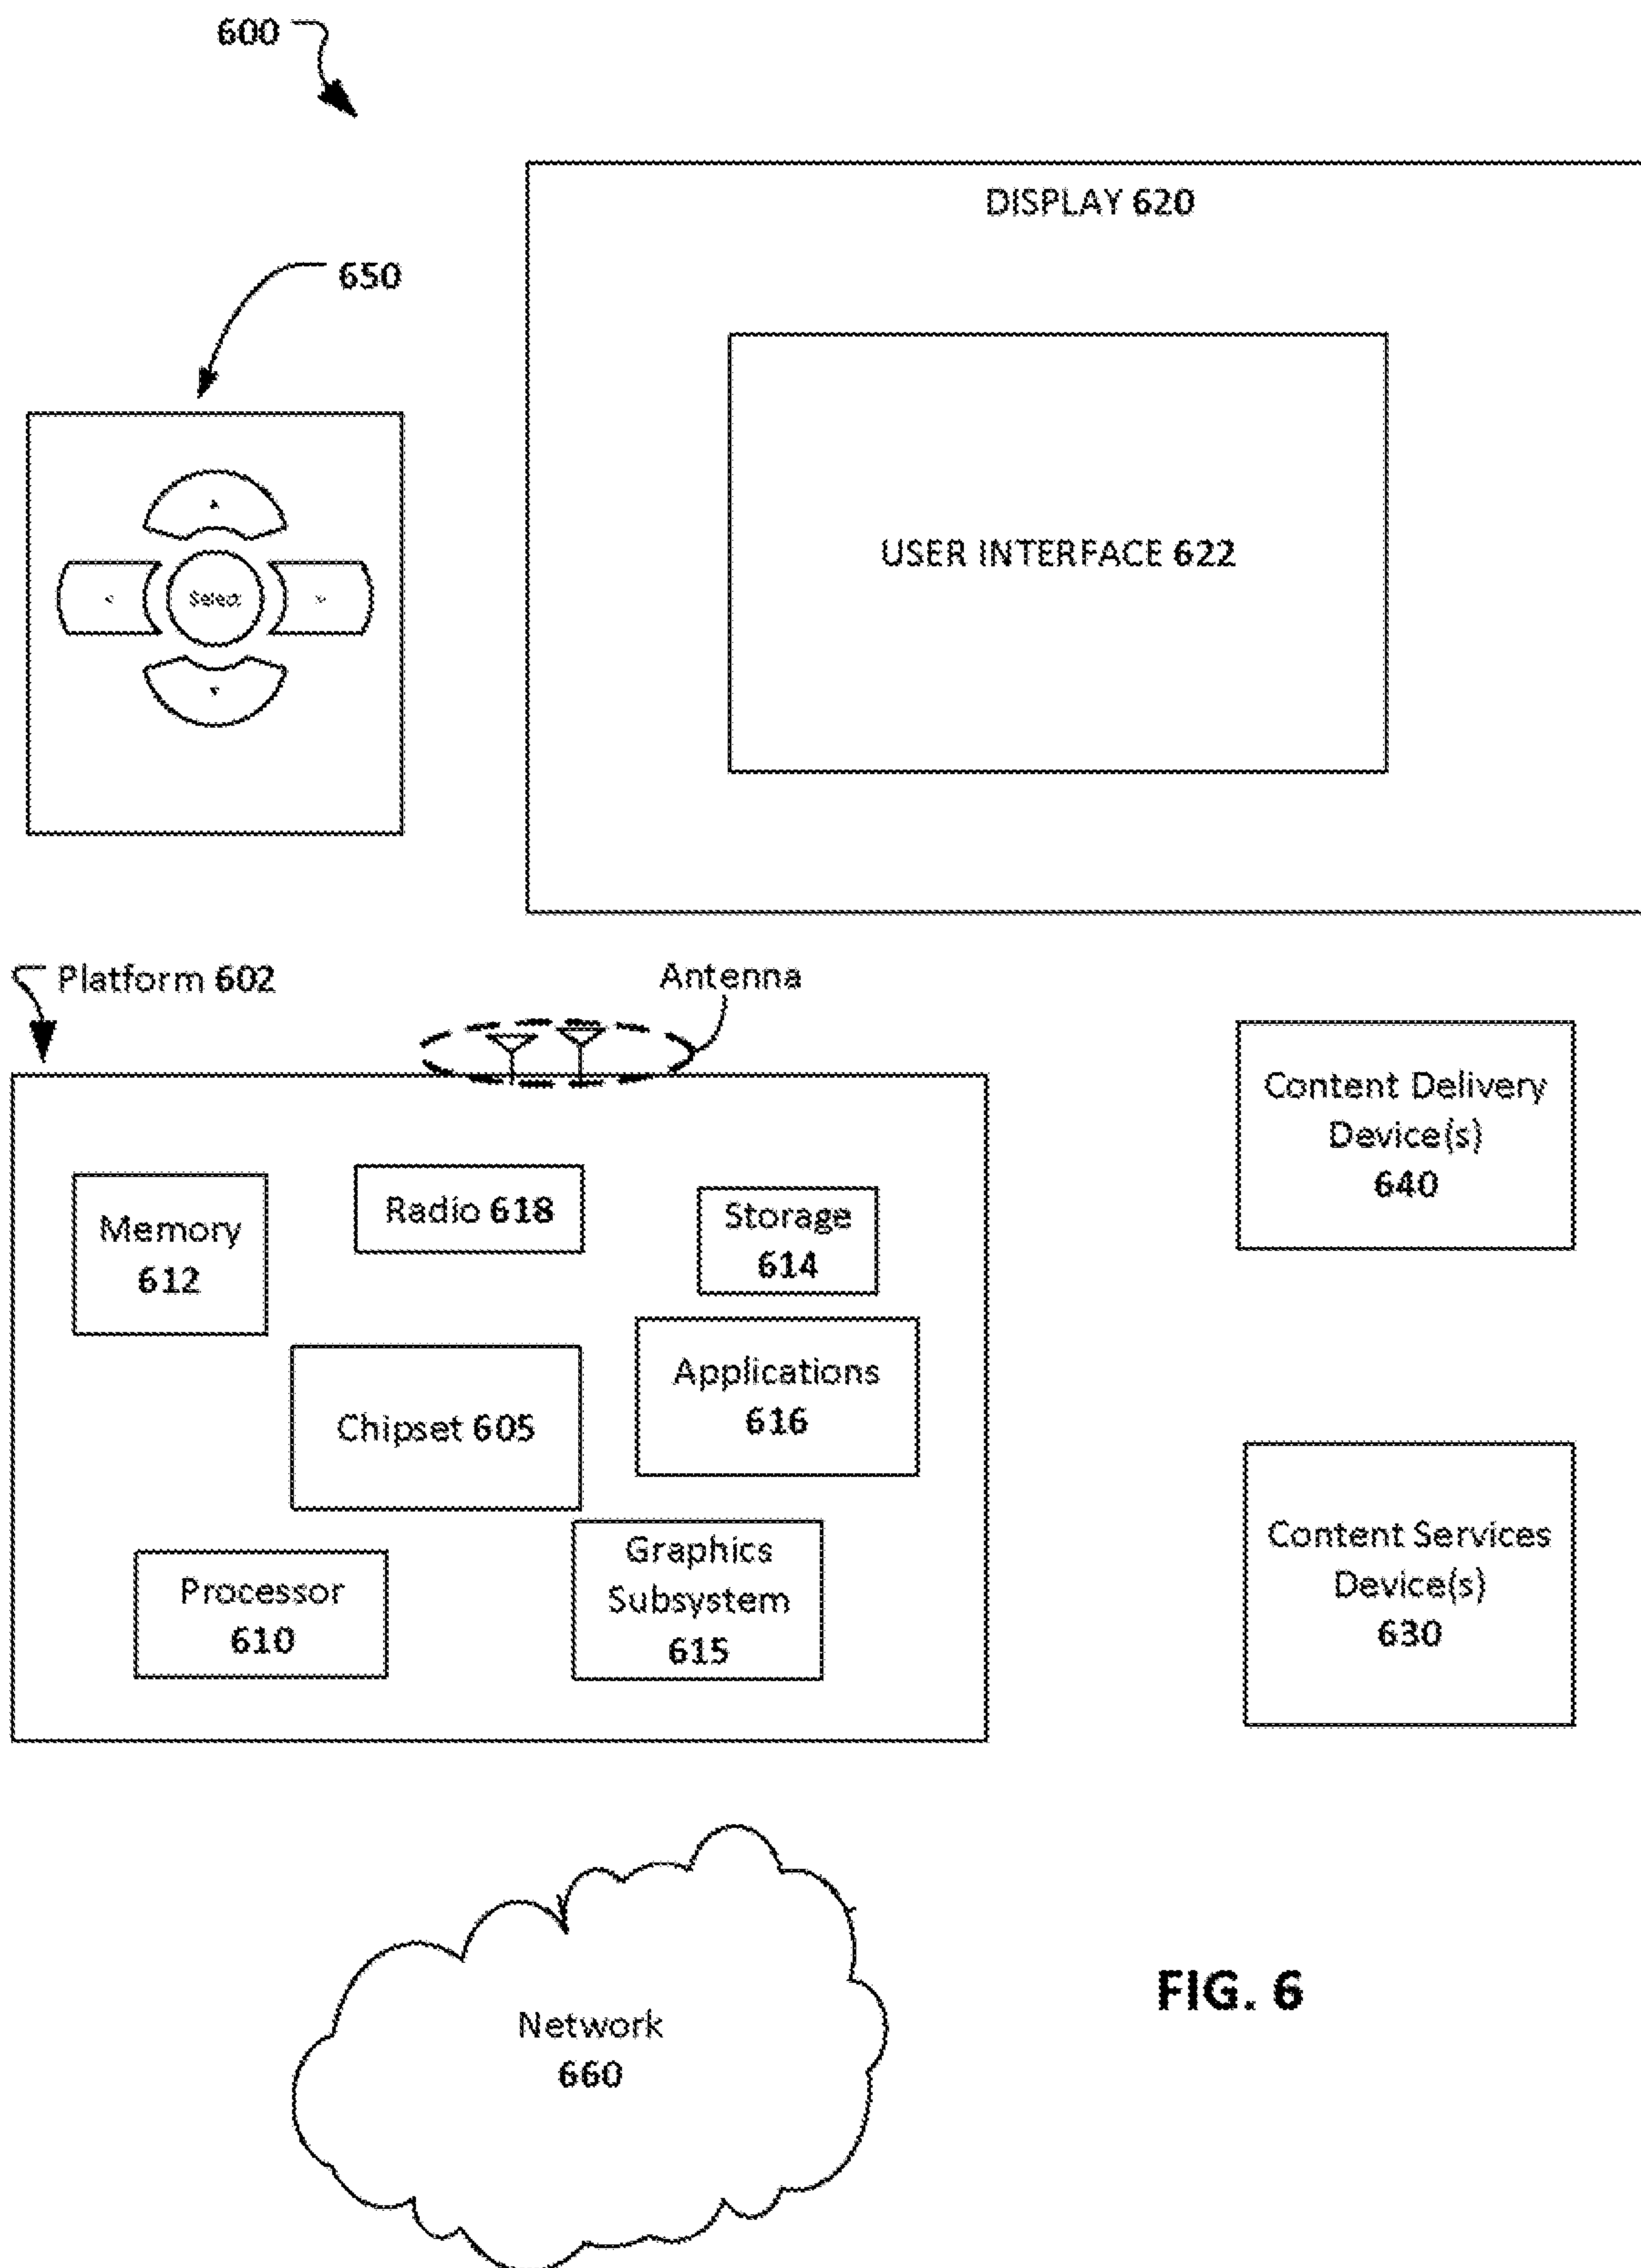 600
DISPLAY 620
650
USER INTERFACE 622
Select
Platform 602
Antenna
Content Delivery
Device(s)
640
Memory
612
Radio 618
Storage
614
Chipset 605
Applications
616
Processor
610
Graphics
Subsystem
615
Content Services
Device(s)
630
Network
660
FIG. 6